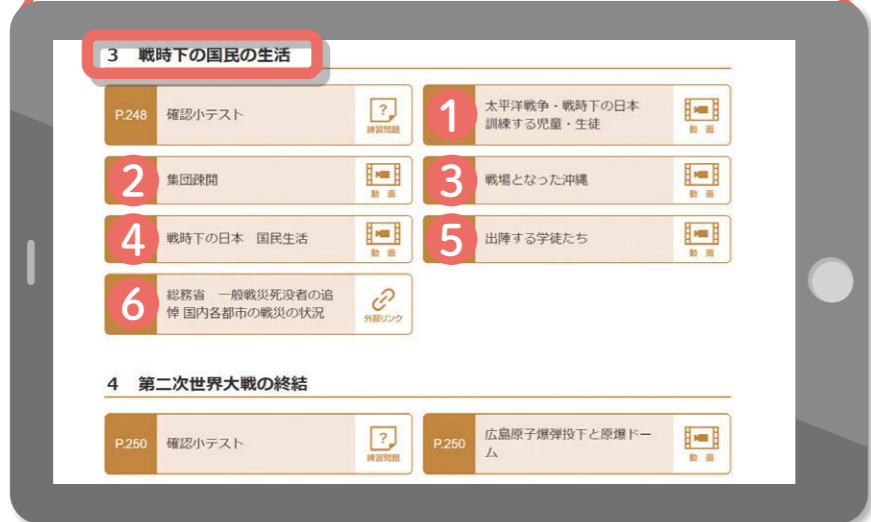 3 戦時下の国民の生活
P.248 確認小テスト
?
練習問題
1 太平洋戦争・戦時下の日本
訓練する児童・生徒
動 画
2 集団疎開
動 画
3 戦場となった沖縄
動 画
4 戦時下の日本 国民生活
動 画
5 出陣する学徒たち
動 画
6 総務省 一般戦災死没者の追
悼 国内各都市の戦災の状況
外部リンク
4 第二次世界大戦の終結
P.250 確認小テスト
?
練習問題
P.250 広島原子爆弾投下と原爆ドー
ム
動 画